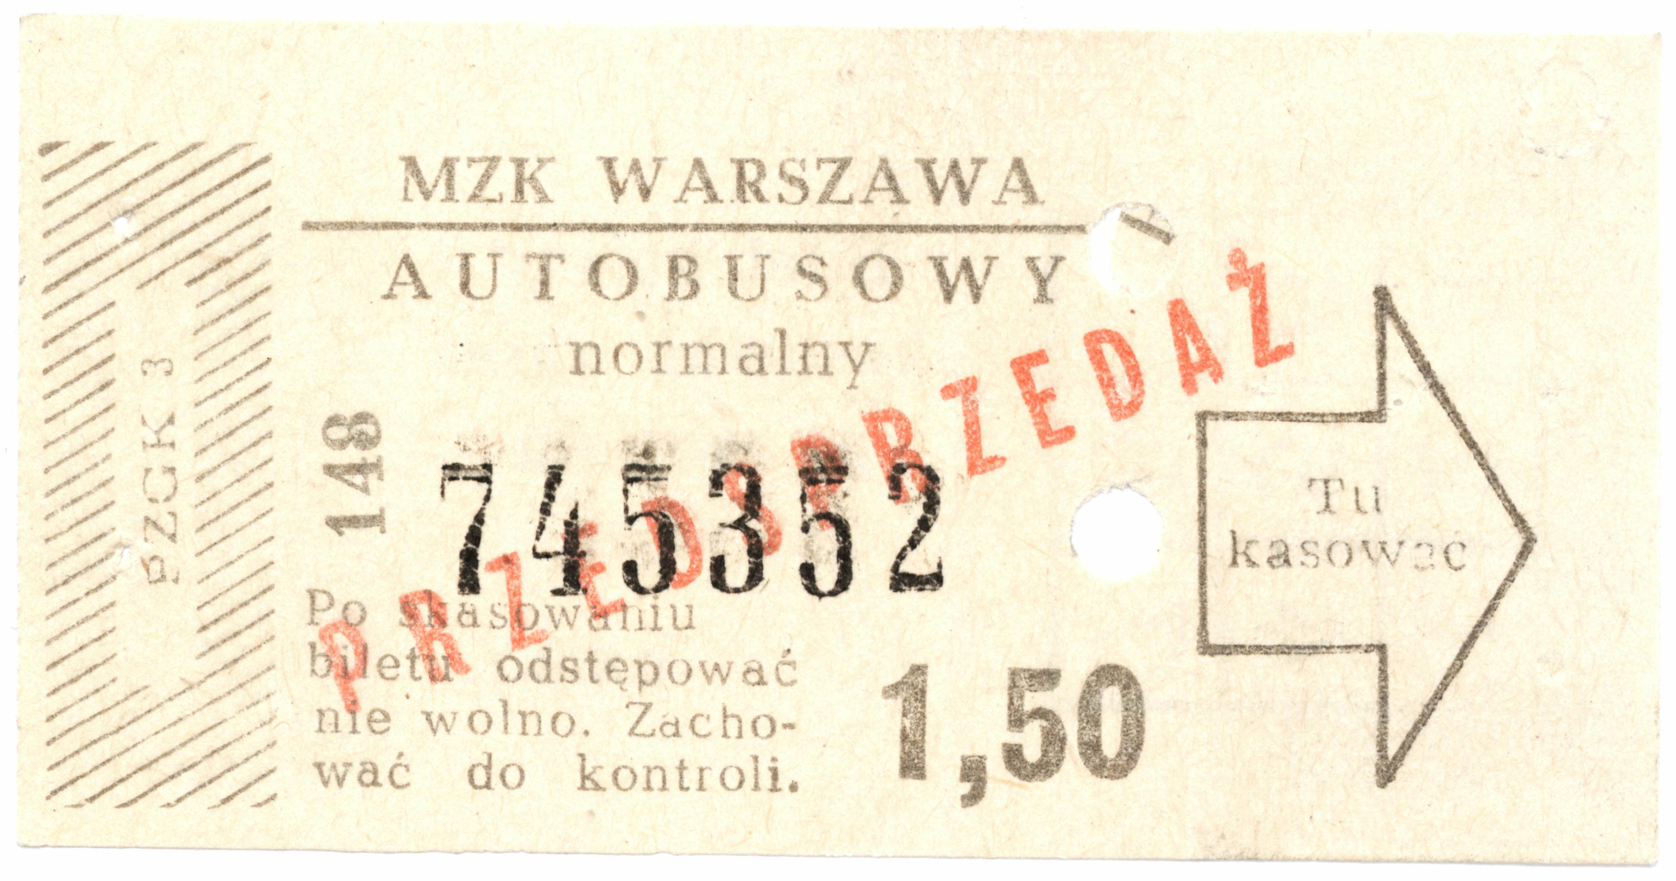 MZK WARSZAWA
AUTOBUSOWY
normalny
PZGK 3
148
745352
PRZEDSPRZEDAŻ
Po skasowaniu
biletu odstępować
nie wolno. Zacho-
wać do kontroli.
1,50
Tu
kasować